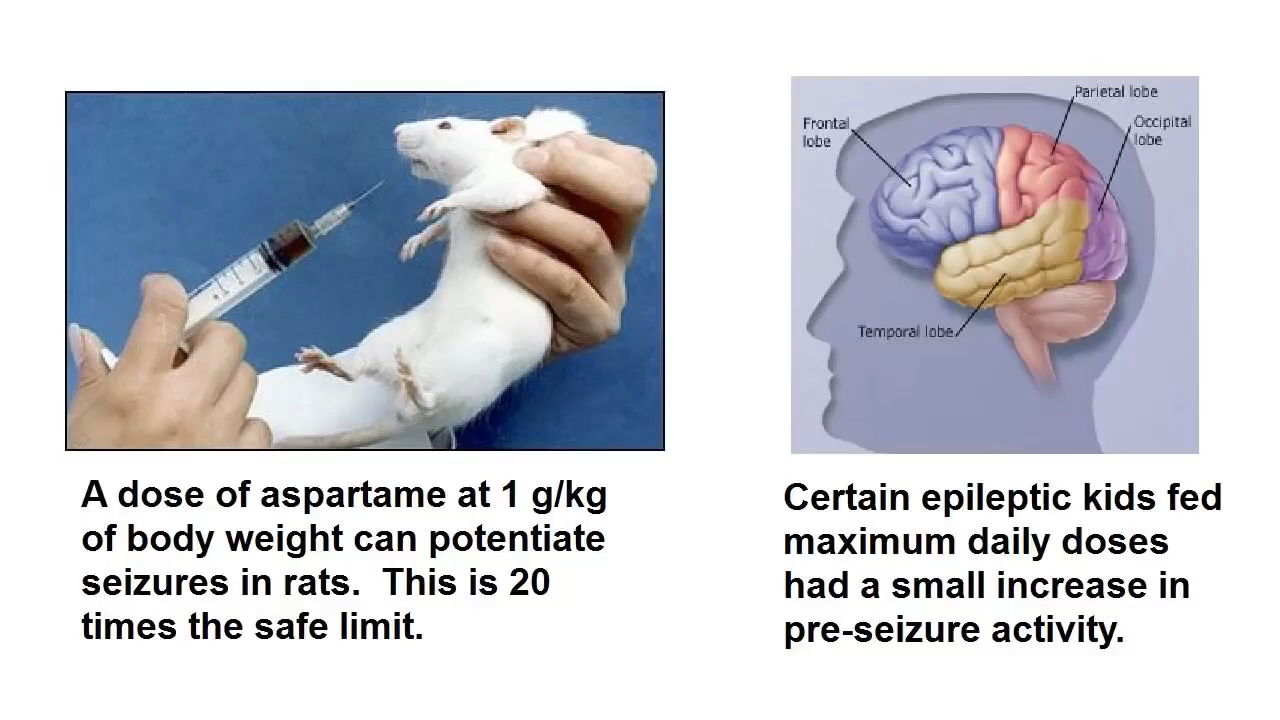 Parietal lobe
Frontal
lobe
Occipital
lobe
Temporal lobe
A dose of aspartame at 1 g/kg
of body weight can potentiate
seizures in rats.  This is 20
times the safe limit.
Certain epileptic kids fed
maximum daily doses
had a small increase in
pre-seizure activity.